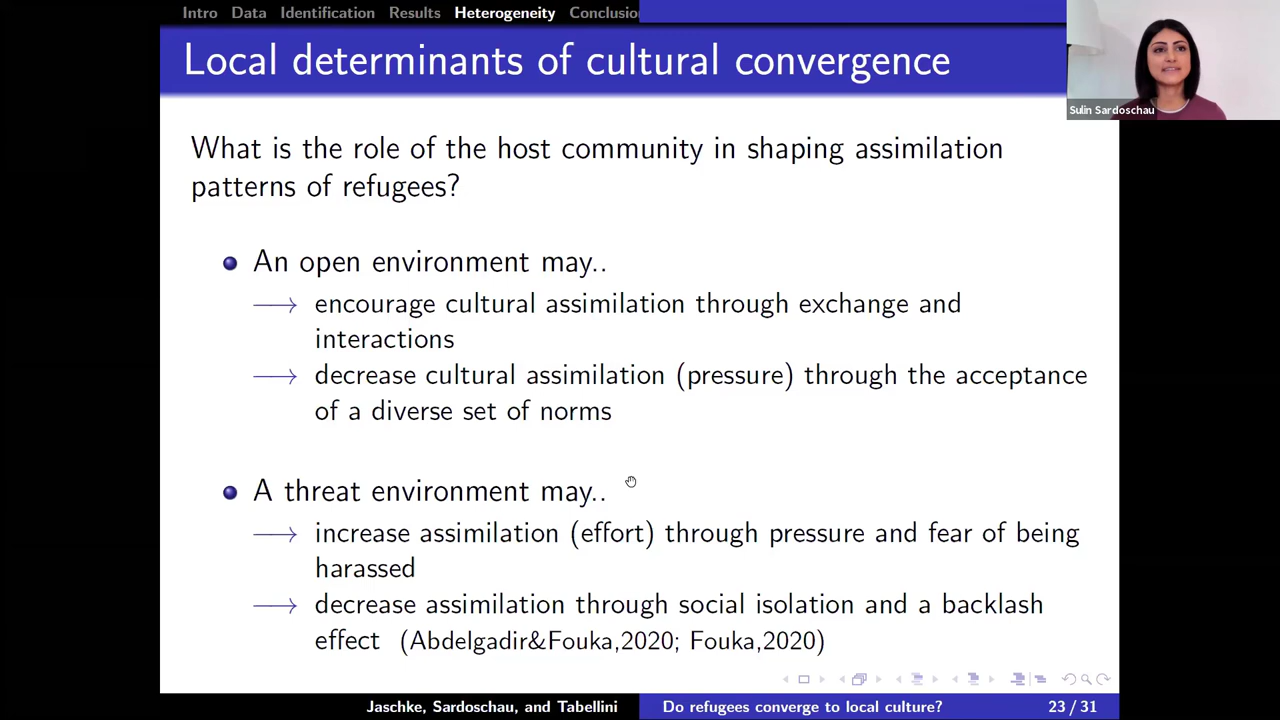 Intro Data Identification Results Heterogeneity Conclusio
Local determinants of cultural convergence
Sulin Sardoschau
What is the role of the host community in shaping assimilation
patterns of refugees?
An open environment may..
⟶ encourage cultural assimilation through exchange and
interactions
⟶ decrease cultural assimilation (pressure) through the acceptance
of a diverse set of norms
A threat environment may..
⟶ increase assimilation (effort) through pressure and fear of being
harassed
⟶ decrease assimilation through social isolation and a backlash
effect (Abdelgadir&Fouka,2020; Fouka,2020)
Jaschke, Sardoschau, and Tabellini Do refugees converge to local culture? 23 / 31